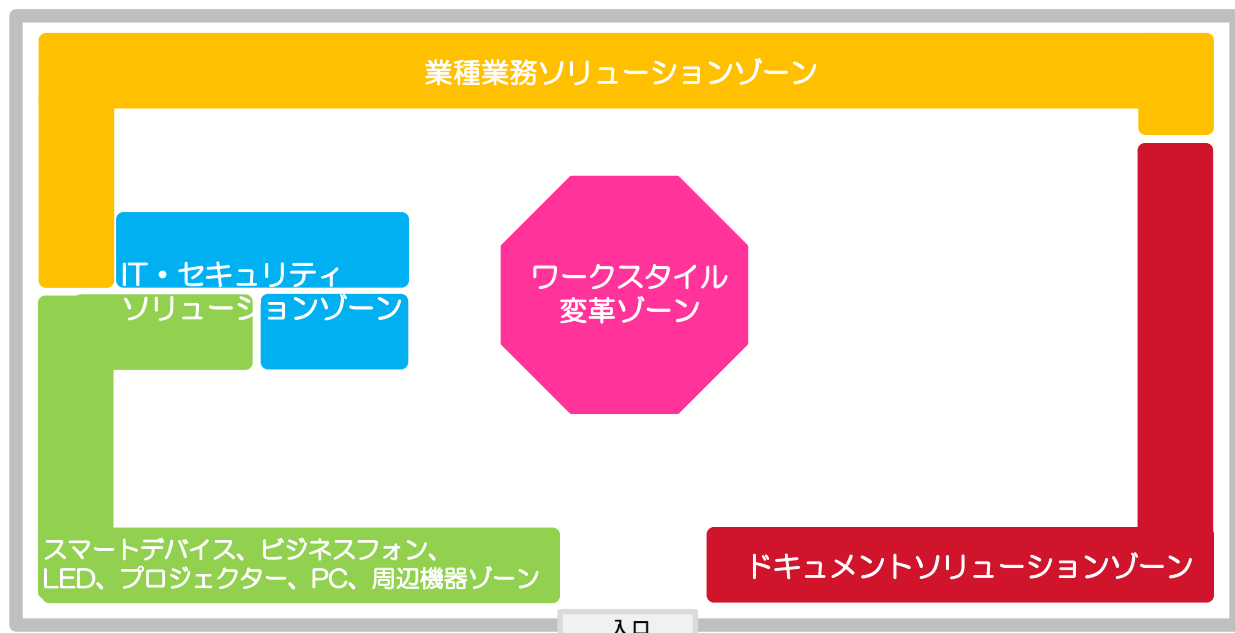 業種業務ソリューションゾーン
IT・セキュリティ
ソリューションゾーン
ワークスタイル
変革ゾーン
スマートデバイス、ビジネスフォン、
LED、プロジェクター、PC、周辺機器ゾーン
ドキュメントソリューションゾーン
入口